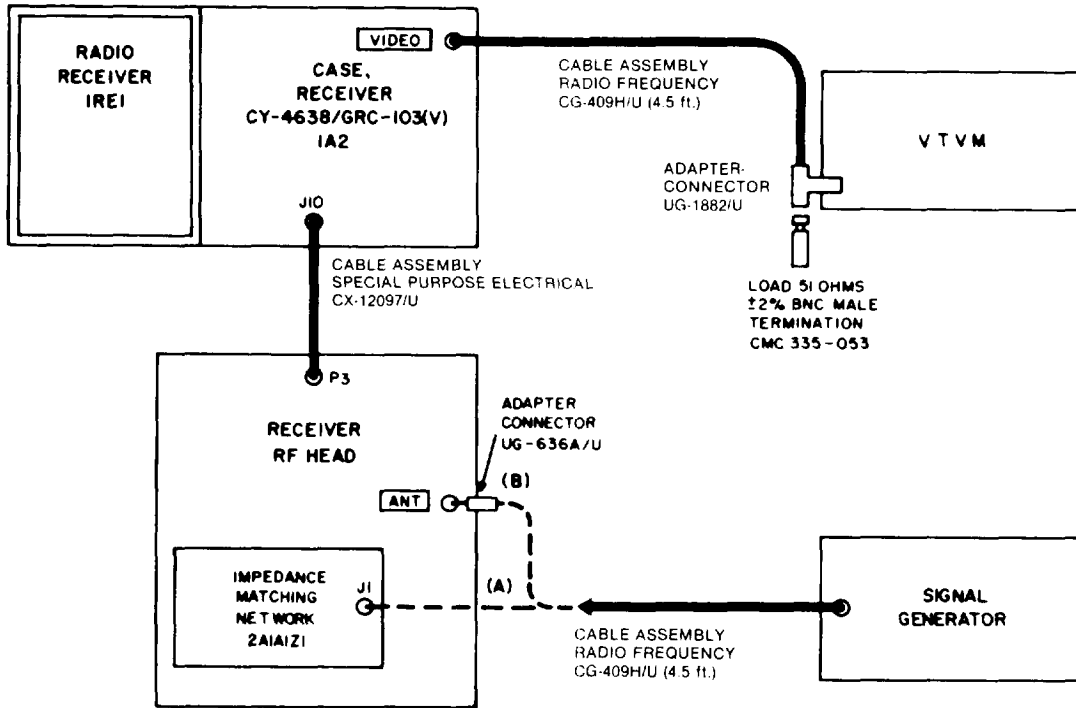 RADIO
RECEIVER
IREI
VIDEO
CASE,
RECEIVER
CY-4638/GRC-103(V)
IA2
J10
CABLE ASSEMBLY
RADIO FREQUENCY
CG-409H/U (4.5 ft.)
VTVM
ADAPTER-
CONNECTOR
UG-1882/U
LOAD 51 OHMS
±2% BNC MALE
TERMINATION
CMC 335-053
CABLE ASSEMBLY
SPECIAL PURPOSE ELECTRICAL
CX-12097/U
P3
RECEIVER
RF HEAD
ADAPTER
CONNECTOR
UG-636A/U
(B)
ANT
IMPEDANCE
MATCHING
NETWORK
2A1A1Z1
J1
(A)
CABLE ASSEMBLY
RADIO FREQUENCY
CG-409H/U (4.5 ft.)
SIGNAL
GENERATOR